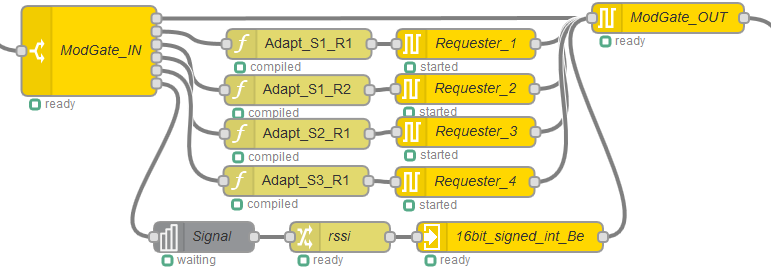 ModGate_IN
ready
ModGate_OUT
ready
f Adapt_S1_R1
compiled
Requester_1
started
f Adapt_S1_R2
compiled
Requester_2
started
f Adapt_S2_R1
compiled
Requester_3
started
f Adapt_S3_R1
compiled
Requester_4
started
Signal
waiting
rssi
ready
16bit_signed_int_Be
ready